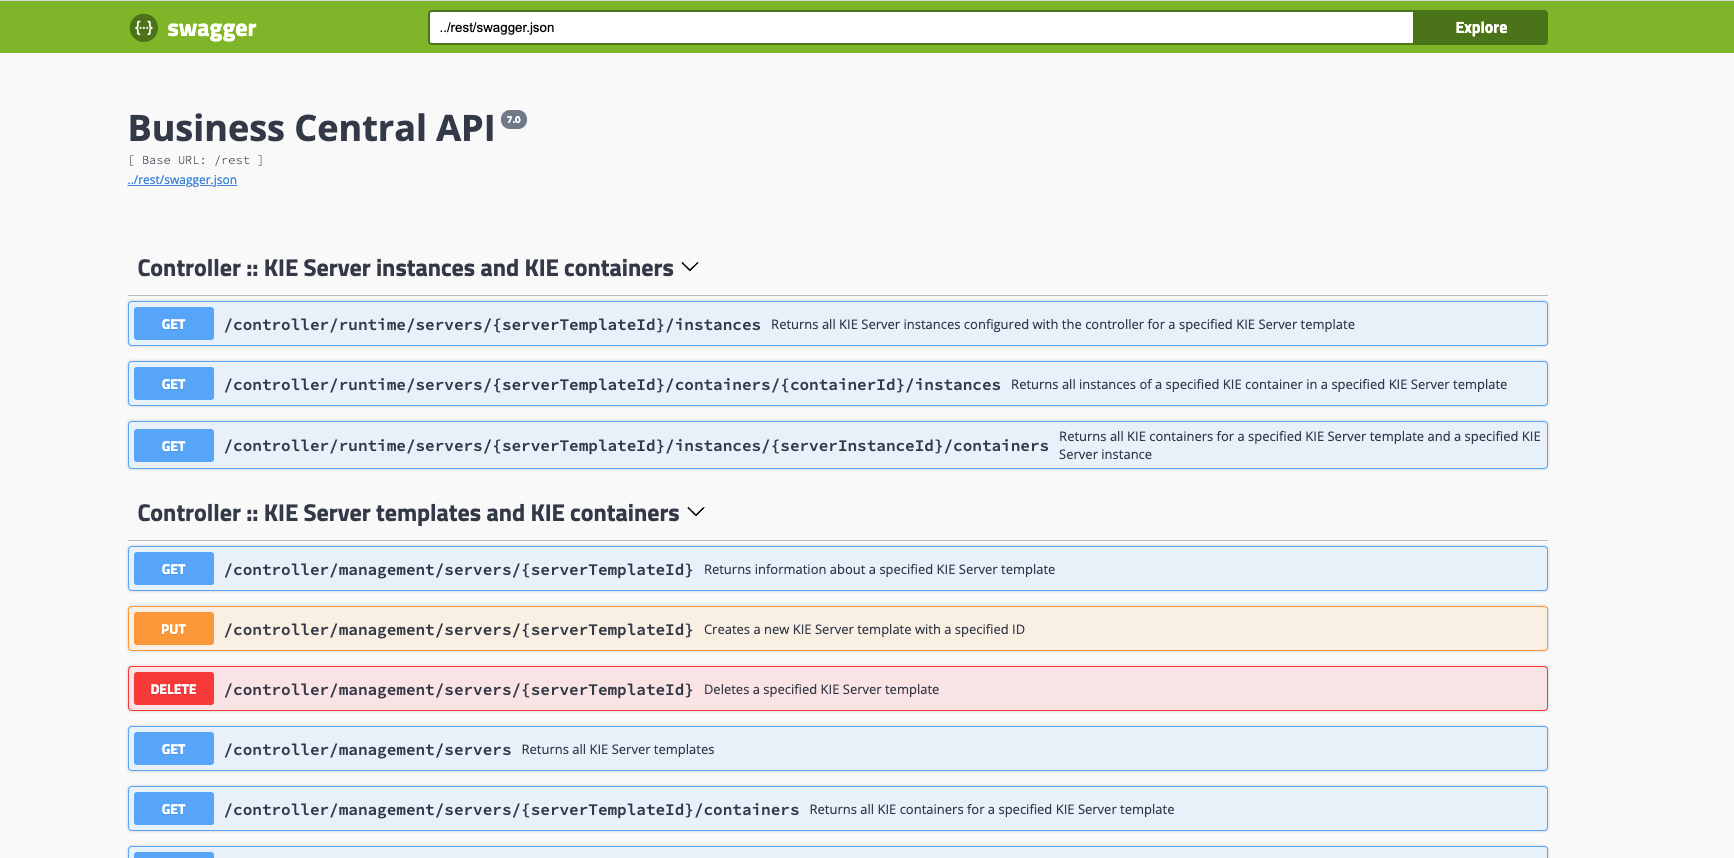 {··} swagger
../rest/swagger.json
Explore
Business Central API 7.0
[ Base URL: /rest ]
../rest/swagger.json
Controller :: KIE Server instances and KIE containers
GET /controller/runtime/servers/{serverTemplateId}/instances Returns all KIE Server instances configured with the controller for a specified KIE Server template
GET /controller/runtime/servers/{serverTemplateId}/containers/{containerId}/instances Returns all instances of a specified KIE container in a specified KIE Server template
GET /controller/runtime/servers/{serverTemplateId}/instances/{serverInstanceId}/containers Returns all KIE containers for a specified KIE Server template and a specified KIE
Server instance
Controller :: KIE Server templates and KIE containers
GET /controller/management/servers/{serverTemplateId} Returns information about a specified KIE Server template
PUT /controller/management/servers/{serverTemplateId} Creates a new KIE Server template with a specified ID
DELETE /controller/management/servers/{serverTemplateId} Deletes a specified KIE Server template
GET /controller/management/servers Returns all KIE Server templates
GET /controller/management/servers/{serverTemplateId}/containers Returns all KIE containers for a specified KIE Server template